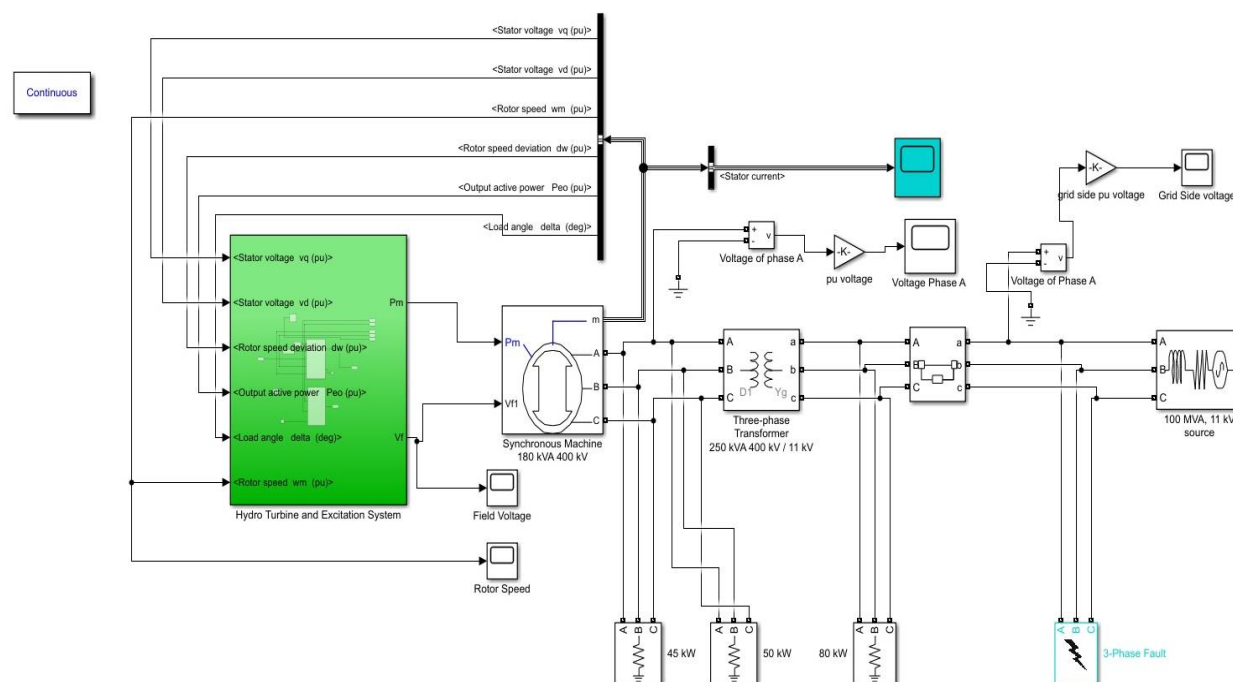 <Stator voltage vq (pu)>
<Stator voltage vd (pu)>
Continuous
<Rotor speed wm (pu)>
<Rotor speed deviation dw (pu)>
<Output active power Peo (pu)>
<Load angle delta (deg)>
<Stator current>
-K-
grid side pu voltage
Grid Side voltage
+
-
v
Voltage of phase A
-K-
pu voltage
Voltage Phase A
+
-
v
Voltage of Phase A
<Stator voltage vq (pu)>
<Stator voltage vd (pu)>
<Rotor speed deviation dw (pu)>
<Output active power Peo (pu)>
<Load angle delta (deg)>
<Rotor speed wm (pu)>
Pm
Vf
Hydro Turbine and Excitation System
Pm
Vf1
m
A
B
C
Synchronous Machine
180 kVA 400 kV
A
B
C
D1
Yg
a
b
c
Three-phase
Transformer
250 kVA 400 kV / 11 kV
A
B
C
a
b
c
A
B
C
100 MVA, 11 kV
source
Field Voltage
Rotor Speed
A B C
45 kW
A B C
50 kW
A B C
80 kW
A B C
3-Phase Fault